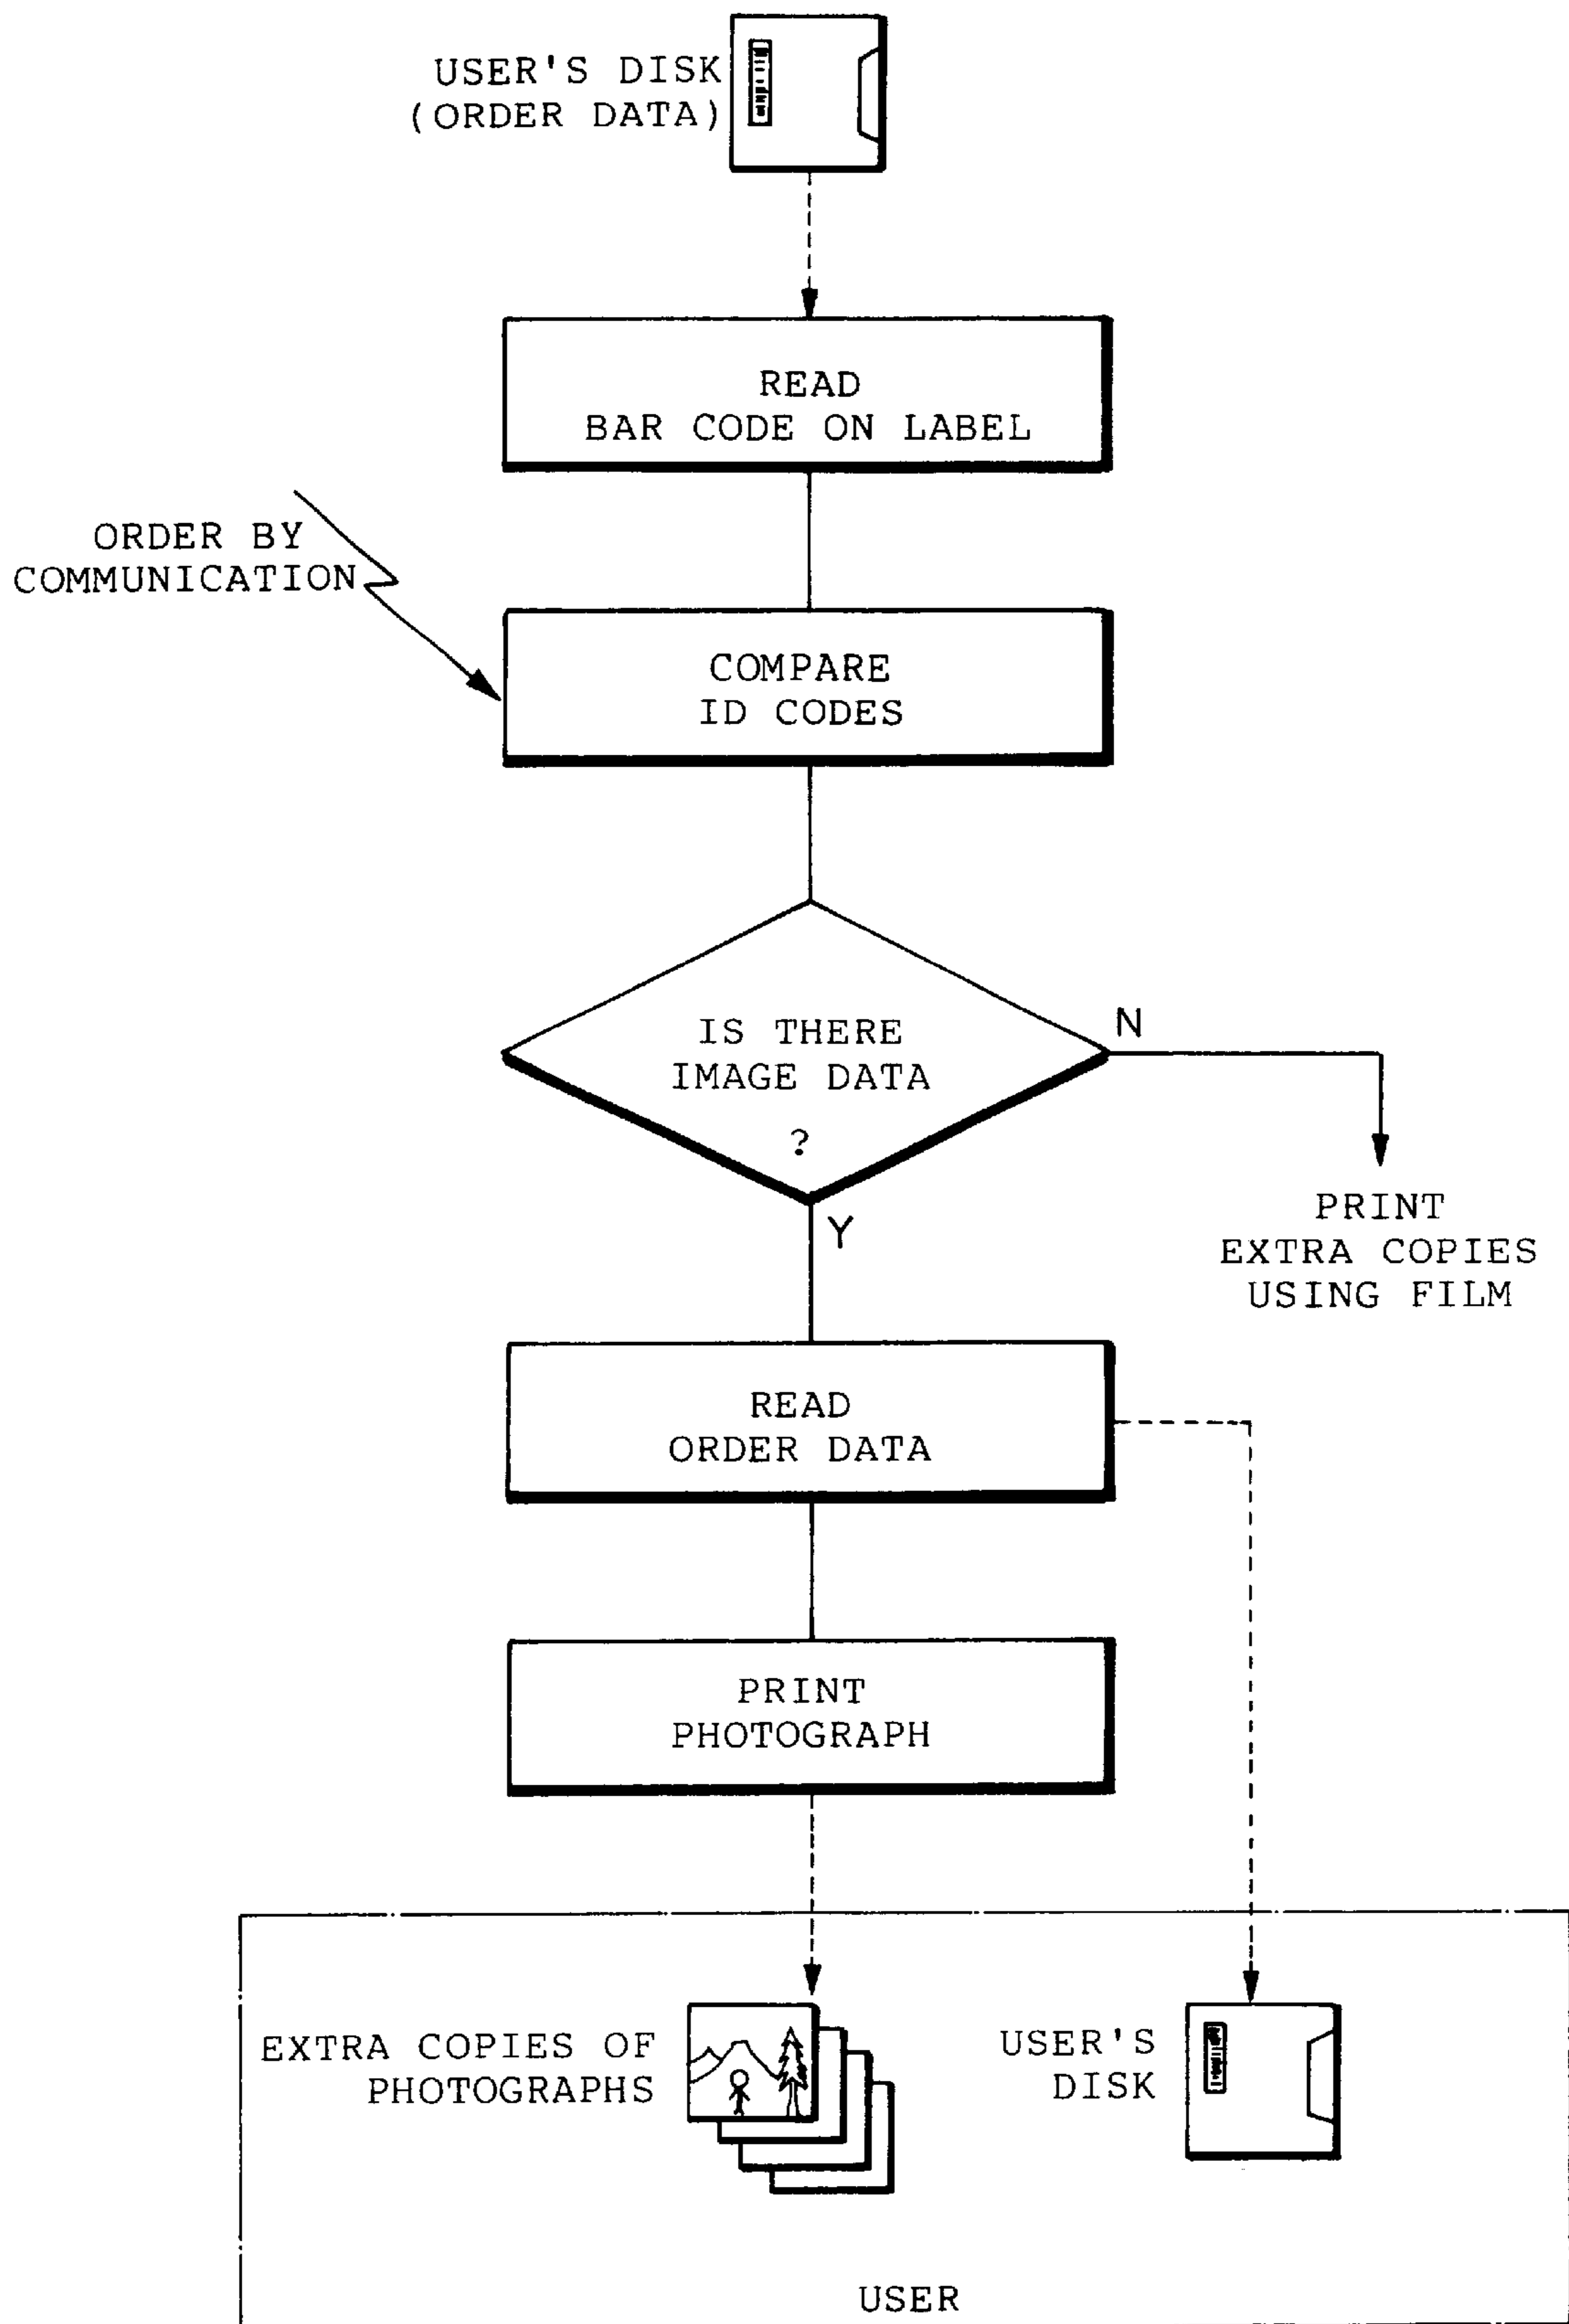 USER'S DISK
(ORDER DATA)
READ
BAR CODE ON LABEL
ORDER BY
COMMUNICATION
COMPARE
ID CODES
IS THERE
IMAGE DATA
?
N
Y
PRINT
EXTRA COPIES
USING FILM
READ
ORDER DATA
PRINT
PHOTOGRAPH
EXTRA COPIES OF
PHOTOGRAPHS
USER'S
DISK
USER